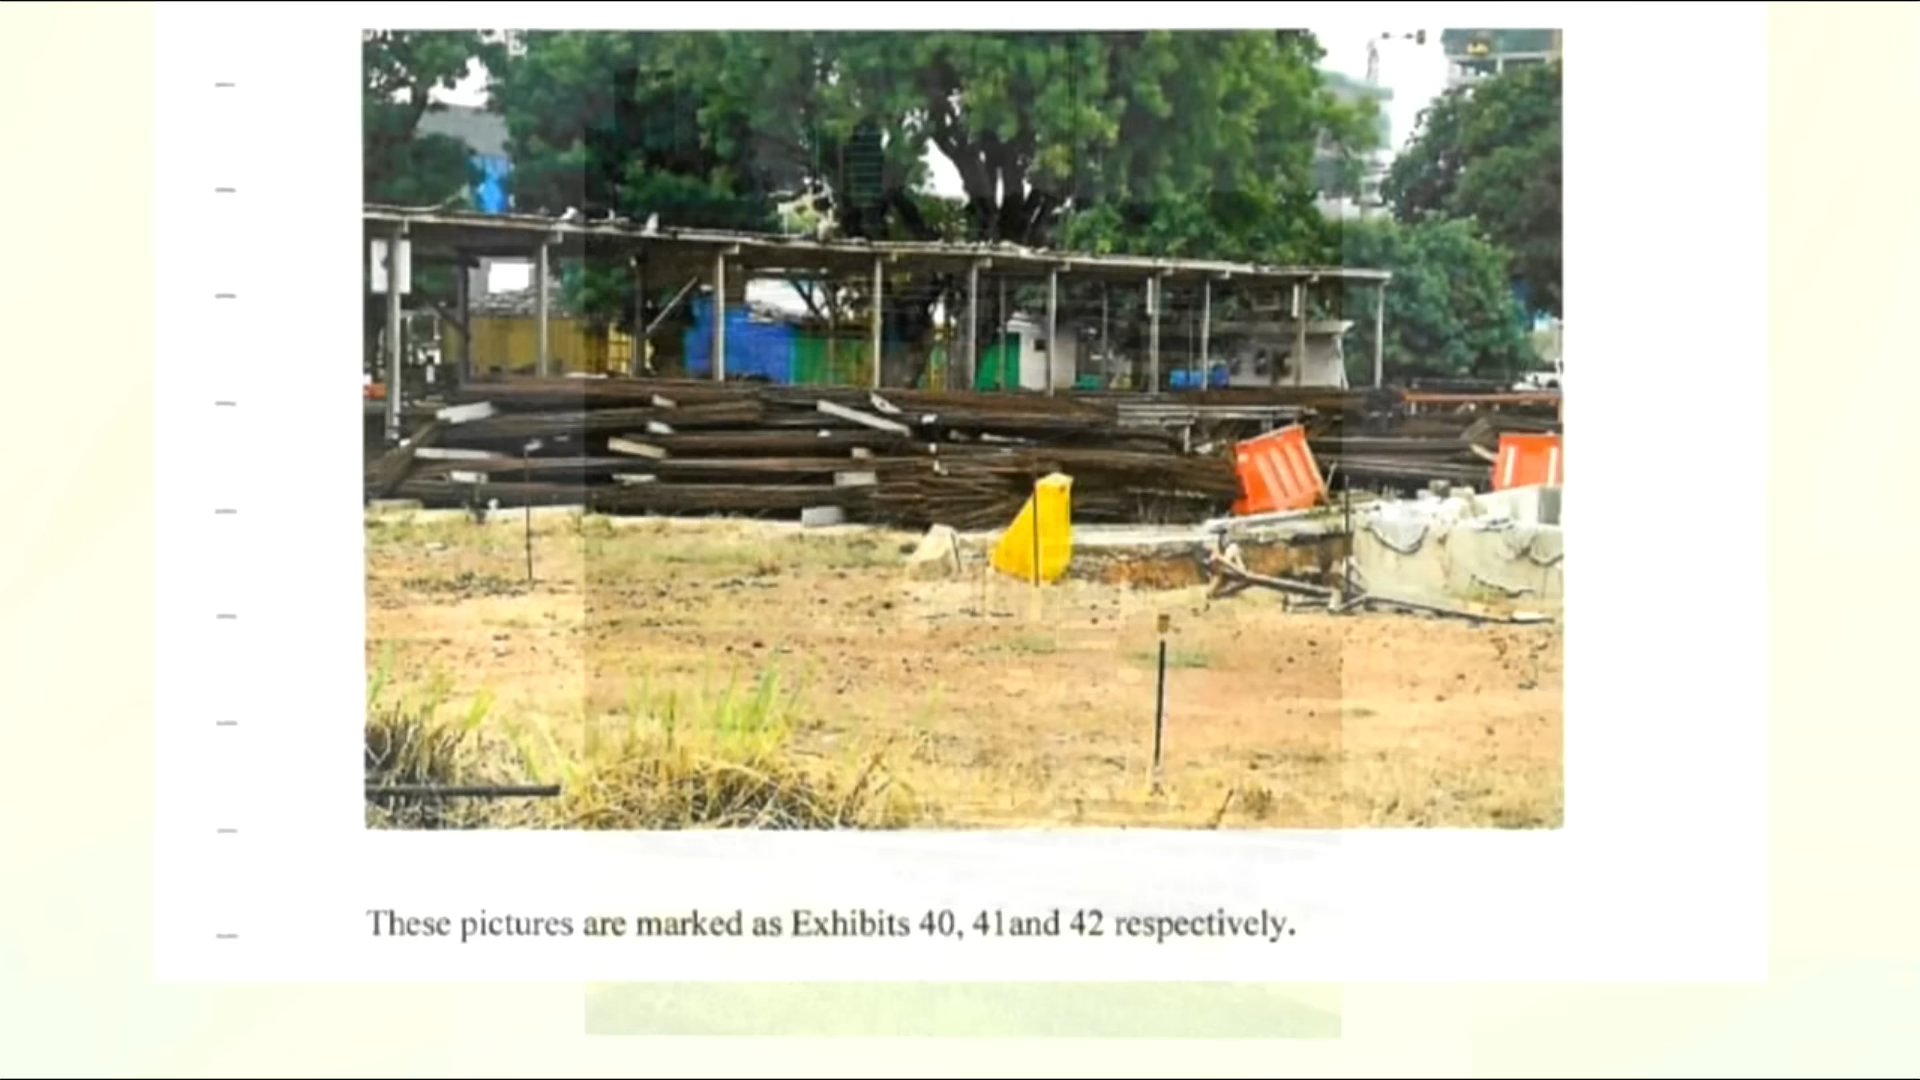 These pictures are marked as Exhibits 40, 41and 42 respectively.